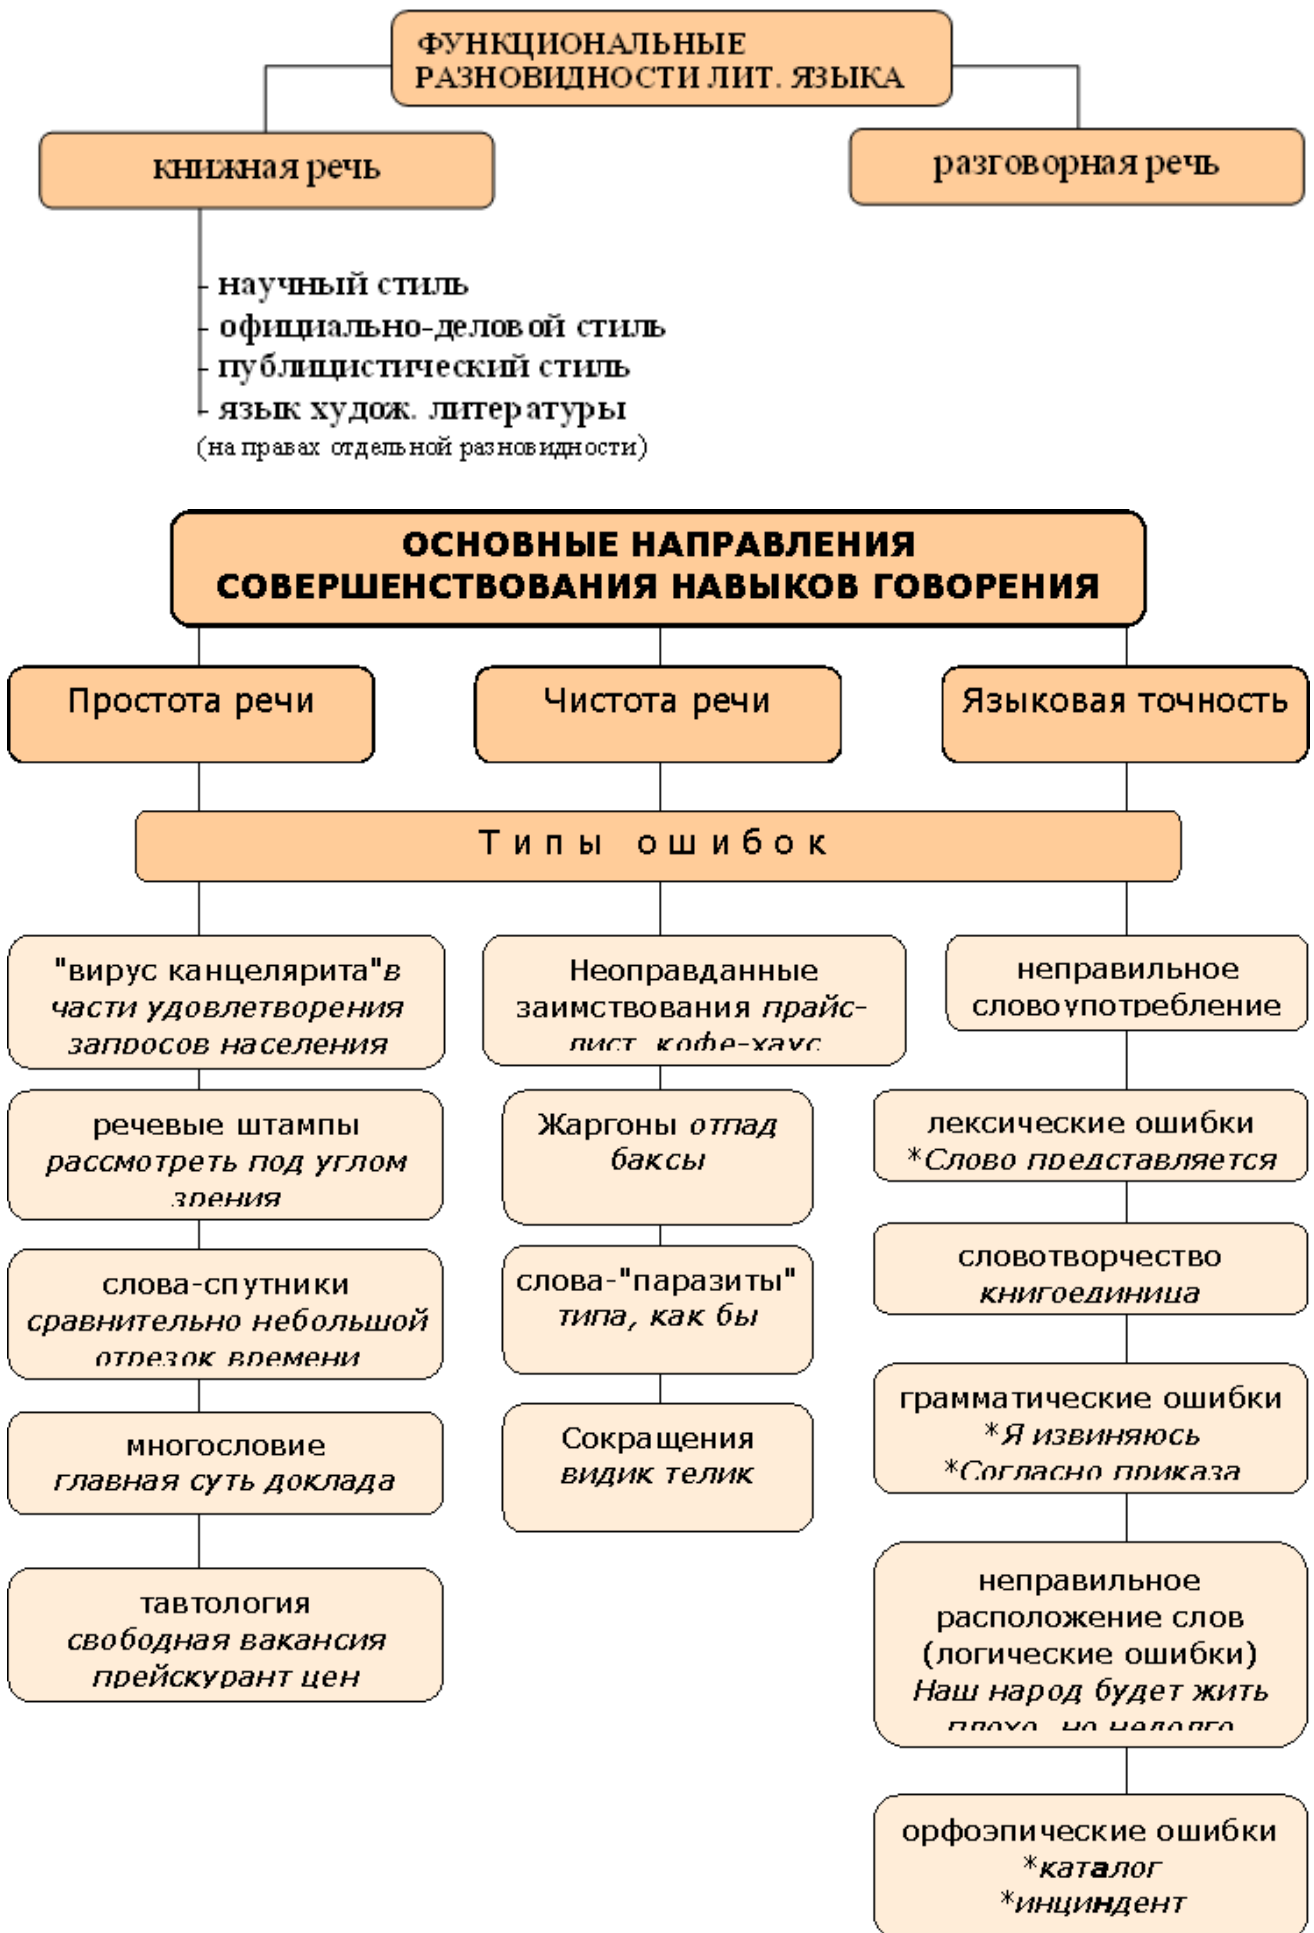 ФУНКЦИОНАЛЬНЫЕ
РАЗНОВИДНОСТИ ЛИТ. ЯЗЫКА
книжная речь
разговорная речь
- научный стиль
- официально-деловой стиль
- публицистический стиль
- язык худож. литературы
(на правах отдельной разновидности)
ОСНОВНЫЕ НАПРАВЛЕНИЯ
СОВЕРШЕНСТВОВАНИЯ НАВЫКОВ ГОВОРЕНИЯ
Простота речи
Чистота речи
Языковая точность
Типы ошибок
"вирус канцелярита"в
части удовлетворения
запросов населения
речевые штампы
рассмотреть под углом
зрения
слова-спутники
сравнительно небольшой
отрезок времени
многословие
главная суть доклада
тавтология
свободная вакансия
прейскурант цен
Неоправданные
заимствования прайс-
лист, кофе-хаус
Жаргоны отпад
баксы
слова-"паразиты"
типа, как бы
Сокращения
видик телик
неправильное
словоупотребление
лексические ошибки
*Слово представляется
словотворчество
книгоединица
грамматические ошибки
*Я извиняюсь
*Согласно приказа
неправильное
расположение слов
(логические ошибки)
Наш народ будет жить
плохо, но недолго
орфоэпические ошибки
*каталог
*инциндент